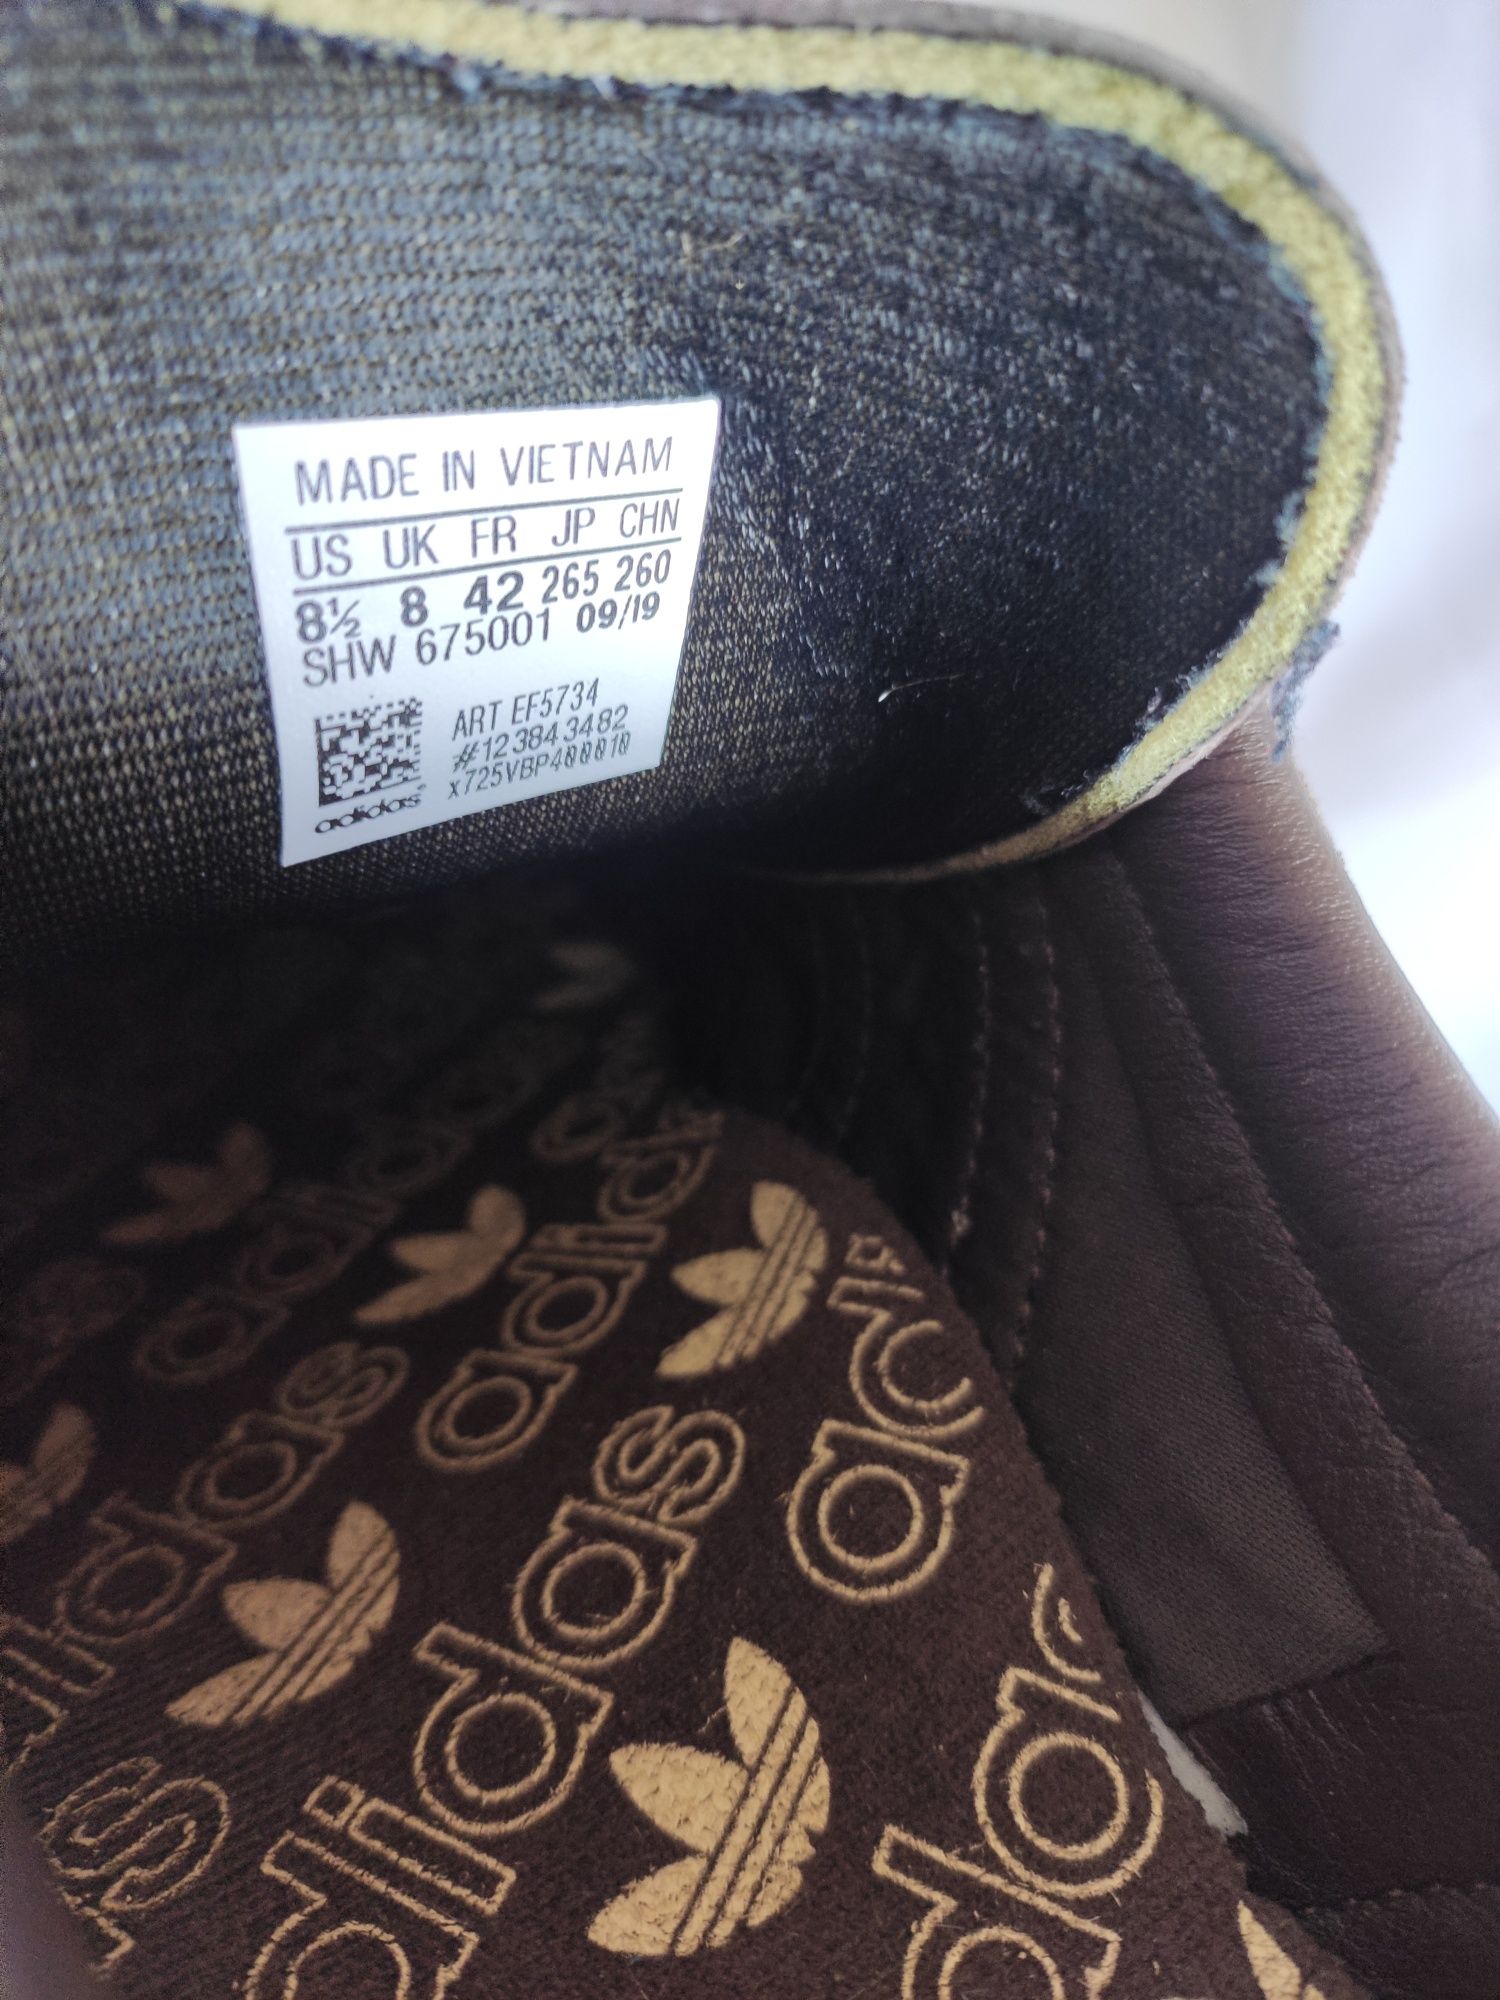 MADE IN VIETNAM
US UK FR JP CHN
8½ 8 42 265 260
SHW 675001 09/19
ART EF5734
#123843482
x725VBP400010
adidas
adidas
adidas
adidas
adidas